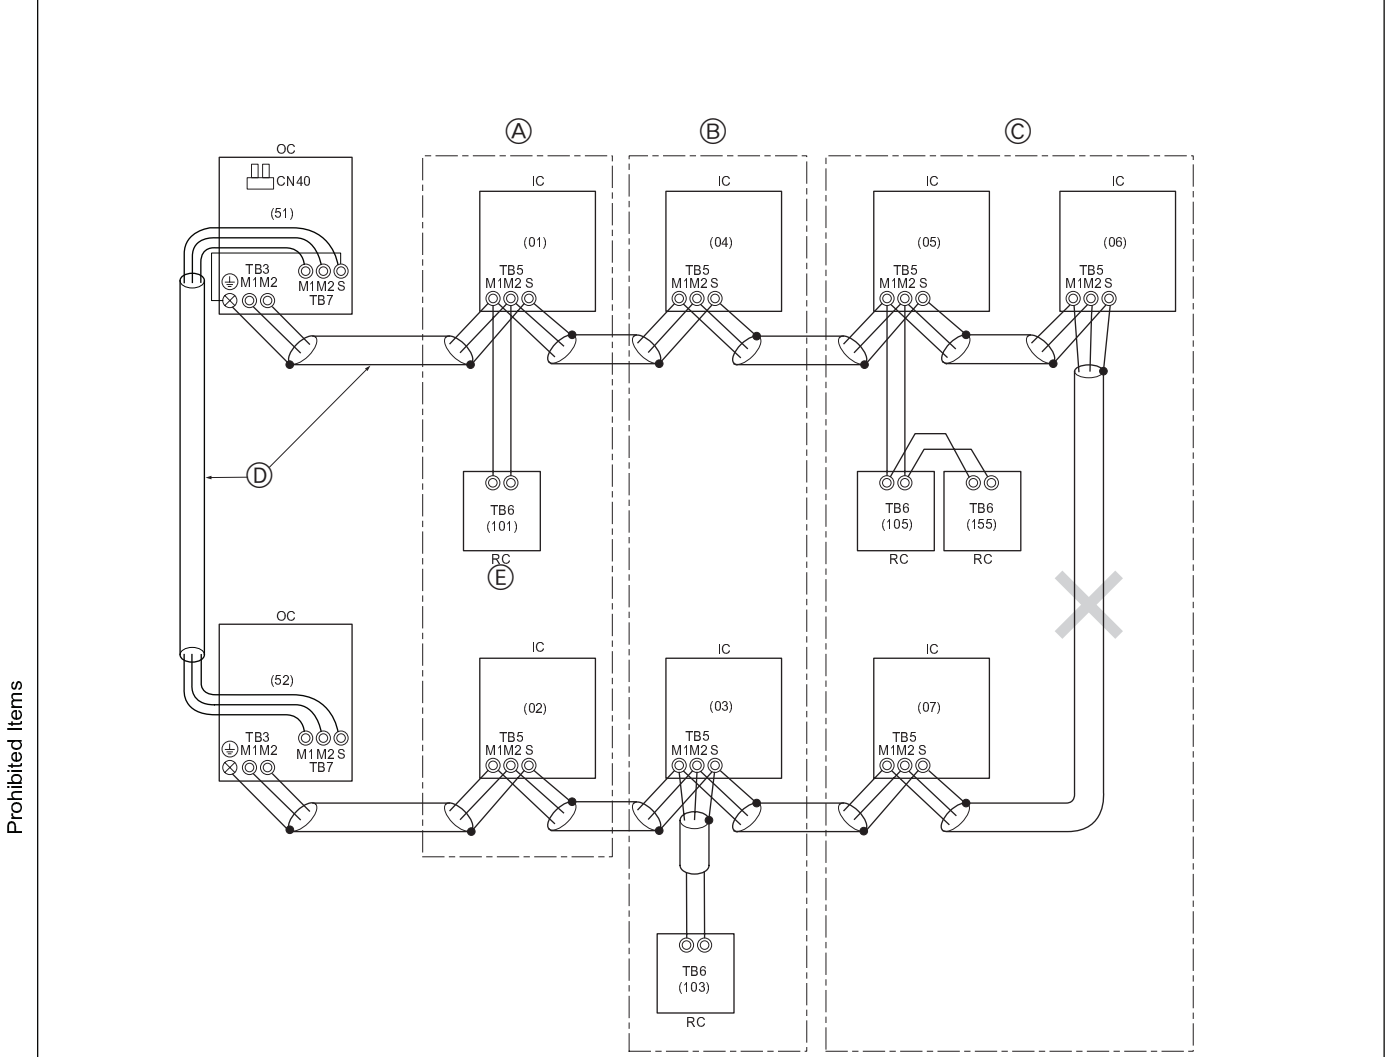 Prohibited Items
A
B
C
OC
CN40
(51)
TB3
M1M2
M1M2 S
TB7
IC
(01)
TB5
M1M2 S
IC
(04)
TB5
M1M2 S
IC
(05)
TB5
M1M2 S
IC
(06)
TB5
M1M2 S
D
TB6
(101)
RC
E
TB6
(105)
RC
TB6
(155)
RC
OC
(52)
TB3
M1M2
M1M2 S
TB7
IC
(02)
TB5
M1M2 S
IC
(03)
TB5
M1M2 S
IC
(07)
TB5
M1M2 S
TB6
(103)
RC